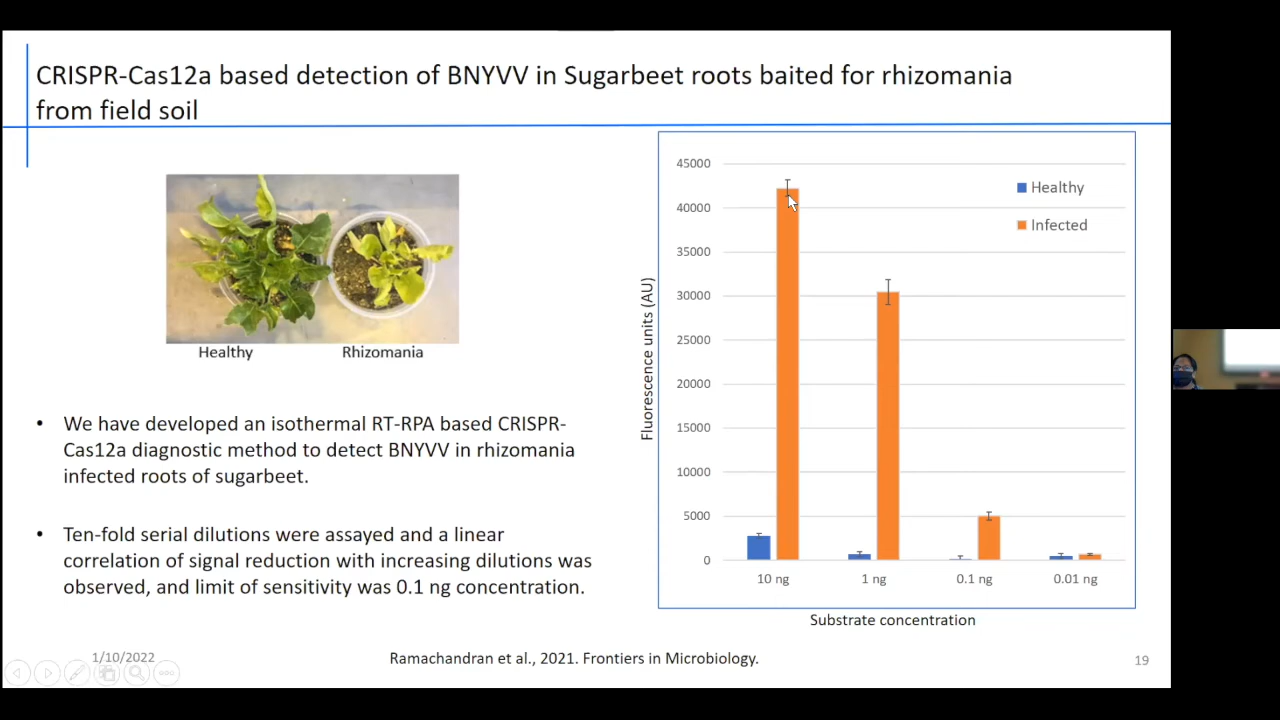 CRISPR-Cas12a based detection of BNYVV in Sugarbeet roots baited for rhizomania
from field soil
Healthy
Rhizomania
• We have developed an isothermal RT-RPA based CRISPR-
Cas12a diagnostic method to detect BNYVV in rhizomania
infected roots of sugarbeet.
• Ten-fold serial dilutions were assayed and a linear
correlation of signal reduction with increasing dilutions was
observed, and limit of sensitivity was 0.1 ng concentration.
Fluorescence units (AU)
45000
40000
35000
30000
25000
20000
15000
10000
5000
0
Healthy
Infected
10 ng
1 ng
0.1 ng
0.01 ng
Substrate concentration
1/10/2022
Ramachandran et al., 2021. Frontiers in Microbiology.
19